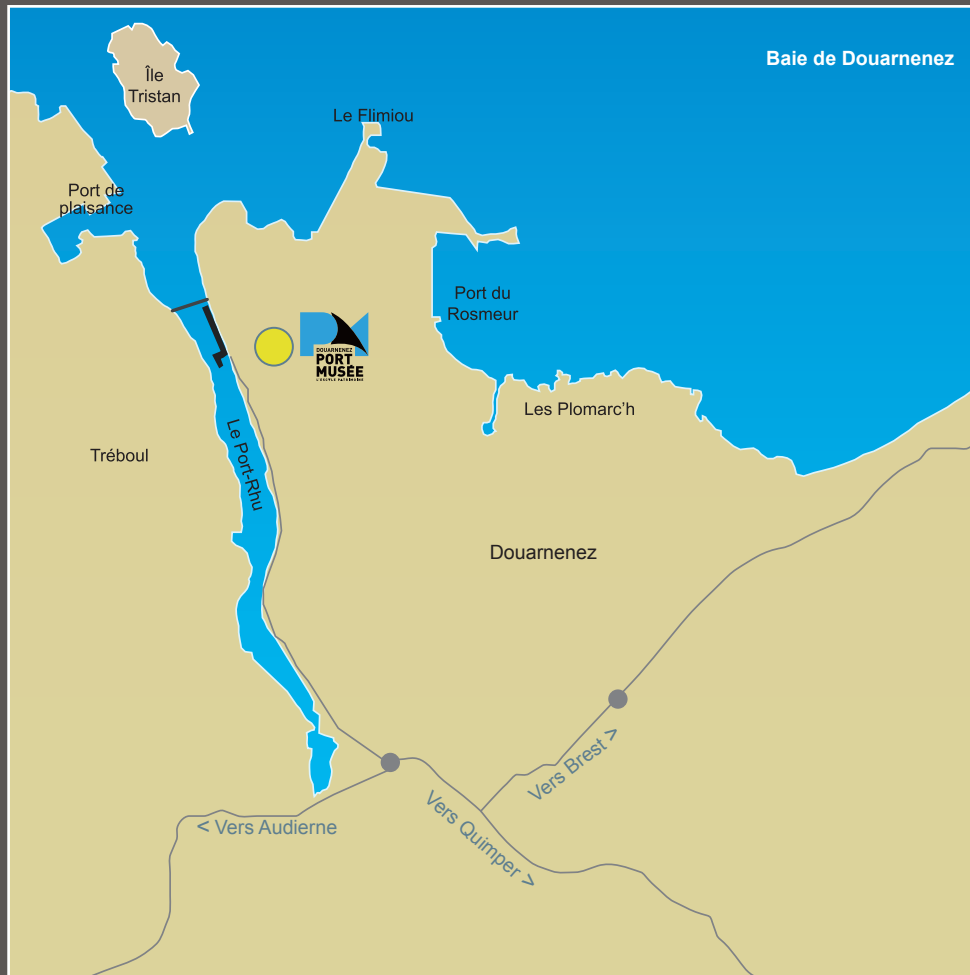 Baie de Douarnenez
Île
Tristan
Le Flimiou
Port de
plaisance
Port du
Rosmeur
DOUARNENEZ
PORT
MUSÉE
Les Plomarc'h
Tréboul
Le Port-Rhu
Douarnenez
Vers Brest >
< Vers Audierne
Vers Quimper >